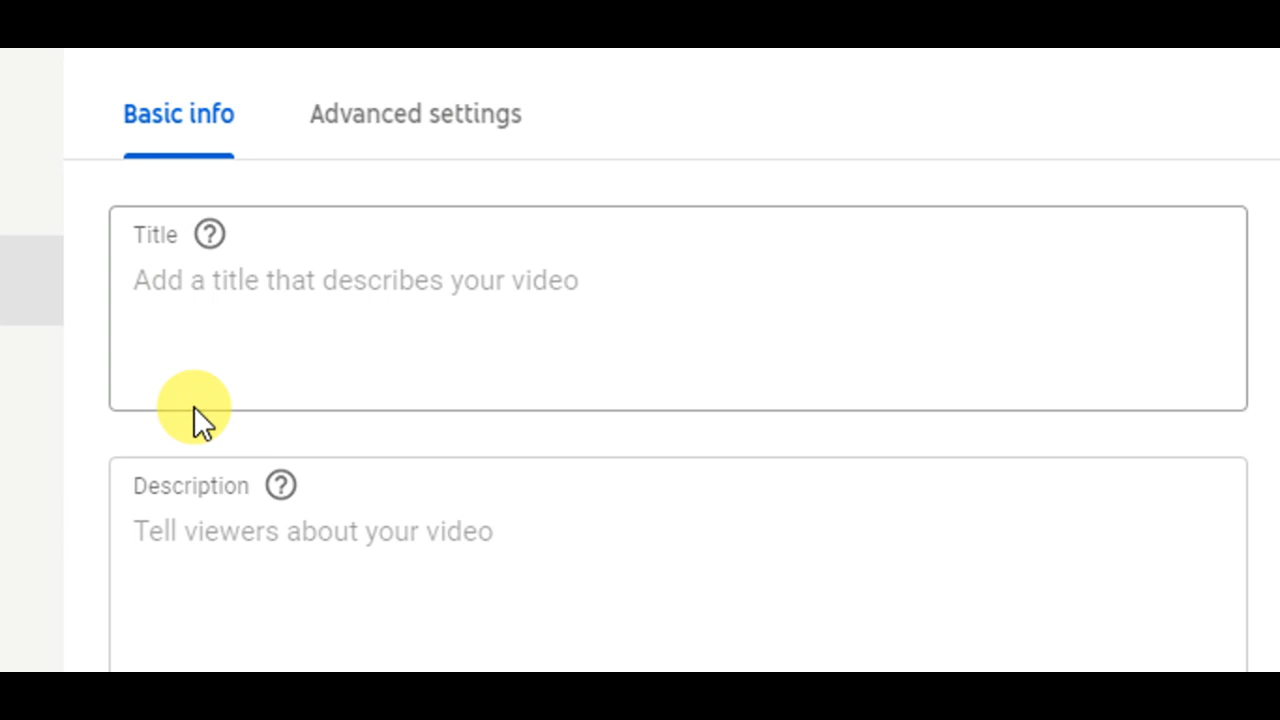 Basic info Advanced settings
Title ?
Add a title that describes your video
Description ?
Tell viewers about your video